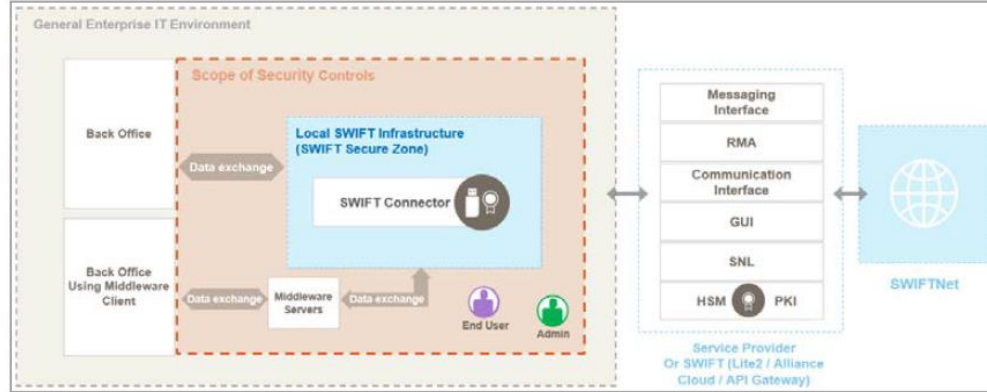 General Enterprise IT Environment
Scope of Security Controls
Back Office
Data exchange
Local SWIFT Infrastructure
(SWIFT Secure Zone)
SWIFT Connector
Back Office
Using Middleware
Client
Data exchange
Middleware
Servers
Data exchange
End User
Admin
Messaging
Interface
RMA
Communication
Interface
GUI
SNL
HSM
PKI
Service Provider
Or SWIFT (Lite2 / Alliance
Cloud / API Gateway)
SWIFTNet